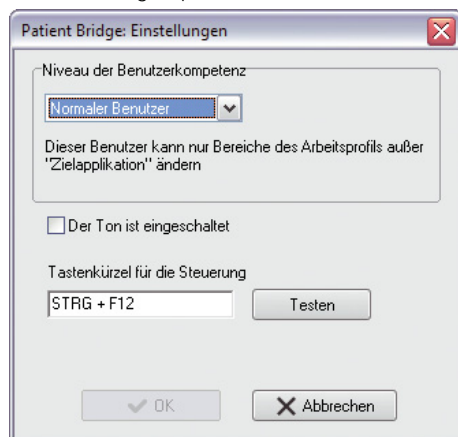 Patient Bridge: Einstellungen
Niveau der Benutzerkompetenz
Normaler Benutzer
Dieser Benutzer kann nur Bereiche des Arbeitsprofils außer
"Zielapplikation" ändern
Der Ton ist eingeschaltet
Tastenkürzel für die Steuerung
STRG + F12
Testen
OK
Abbrechen